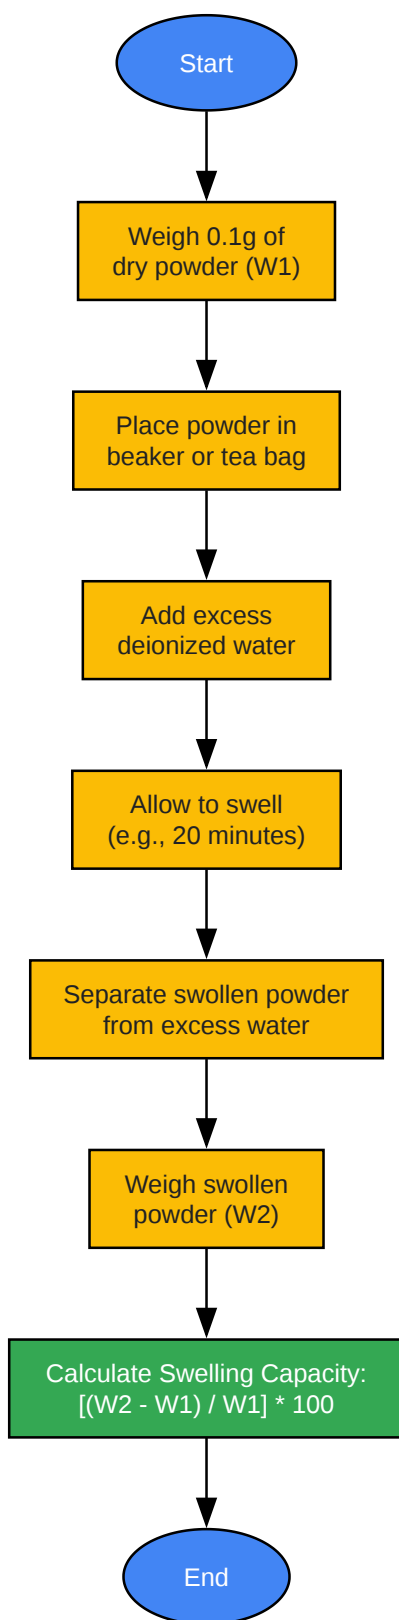 Start
Weigh 0.1g of
dry powder (W1)
Place powder in
beaker or tea bag
Add excess
deionized water
Allow to swell
(e.g., 20 minutes)
Separate swollen powder
from excess water
Weigh swollen
powder (W2)
Calculate Swelling Capacity:
[(W2 - W1) / W1] * 100
End